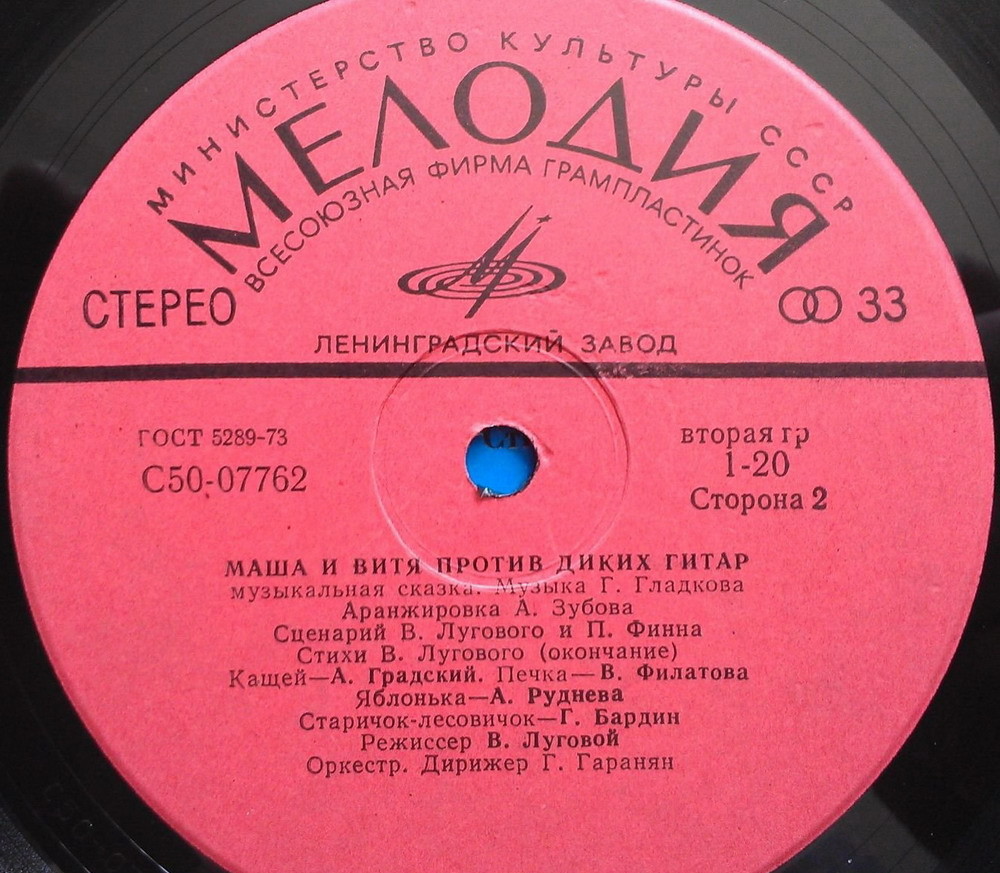 МИНИСТЕРСТВО КУЛЬТУРЫ СССР
МЕЛОДИЯ
ВСЕСОЮЗНАЯ ФИРМА ГРАМПЛАСТИНОК
СТЕРЕО
33
ЛЕНИНГРАДСКИЙ ЗАВОД
ГОСТ 5289-73
С50-07762
вторая гр
1-20
Сторона 2
МАША И ВИТЯ ПРОТИВ ДИКИХ ГИТАР
музыкальная сказка. Музыка Г. Гладкова
Аранжировка А. Зубова
Сценарий В. Лугового и П. Финна
Стихи В. Лугового (окончание)
Кащей—А. Градский. Печка—В. Филатова
Яблонька—А. Руднева
Старичок-лесовичок—Г. Бардин
Режиссер В. Луговой
Оркестр. Дирижер Г. Гаранян